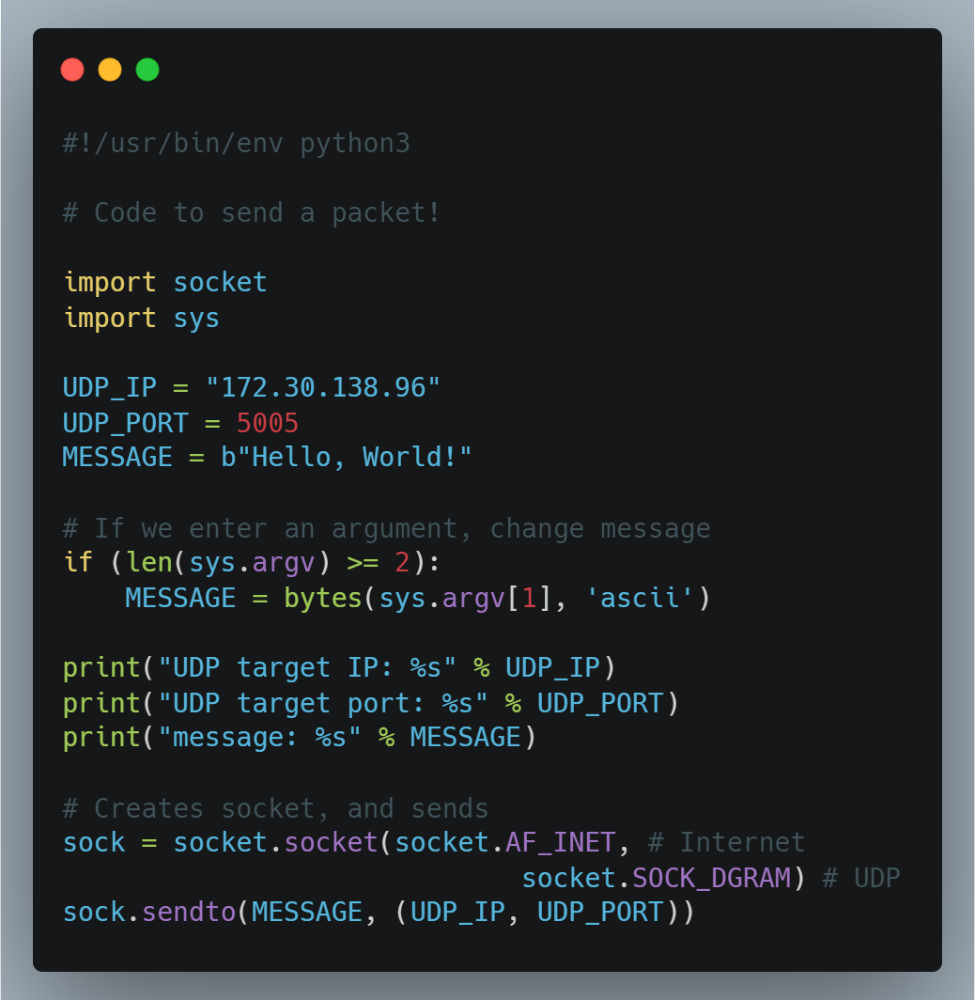 #!/usr/bin/env python3
# Code to send a packet!
import socket
import sys
UDP_IP = "172.30.138.96"
UDP_PORT = 5005
MESSAGE = b"Hello, World!"
# If we enter an argument, change message
if (len(sys.argv) >= 2):
    MESSAGE = bytes(sys.argv[1], 'ascii')
print("UDP target IP: %s" % UDP_IP)
print("UDP target port: %s" % UDP_PORT)
print("message: %s" % MESSAGE)
# Creates socket, and sends
sock = socket.socket(socket.AF_INET, # Internet
                             socket.SOCK_DGRAM) # UDP
sock.sendto(MESSAGE, (UDP_IP, UDP_PORT))